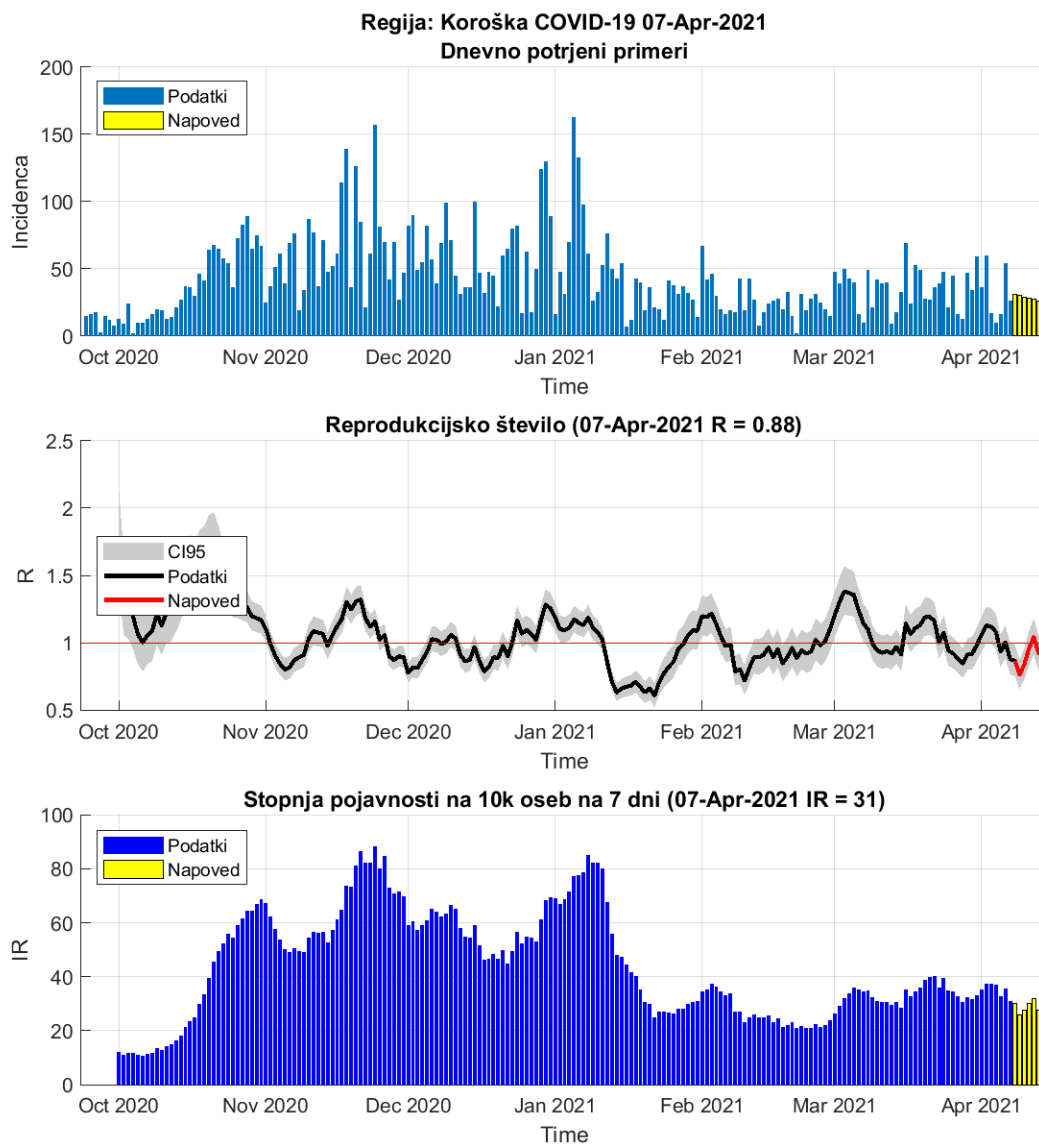 Regija: Koroška COVID-19 07-Apr-2021
Dnevno potrjeni primeri
200
150
100
50
0
Incidenca
Podatki
Napoved
Oct 2020 Nov 2020 Dec 2020 Jan 2021 Feb 2021 Mar 2021 Apr 2021
Time
Reprodukcijsko število (07-Apr-2021 R = 0.88)
2.5
2
1.5
1
0.5
R
CI95
Podatki
Napoved
Oct 2020 Nov 2020 Dec 2020 Jan 2021 Feb 2021 Mar 2021 Apr 2021
Time
Stopnja pojavnosti na 10k oseb na 7 dni (07-Apr-2021 IR = 31)
100
80
60
40
20
0
IR
Podatki
Napoved
Oct 2020 Nov 2020 Dec 2020 Jan 2021 Feb 2021 Mar 2021 Apr 2021
Time